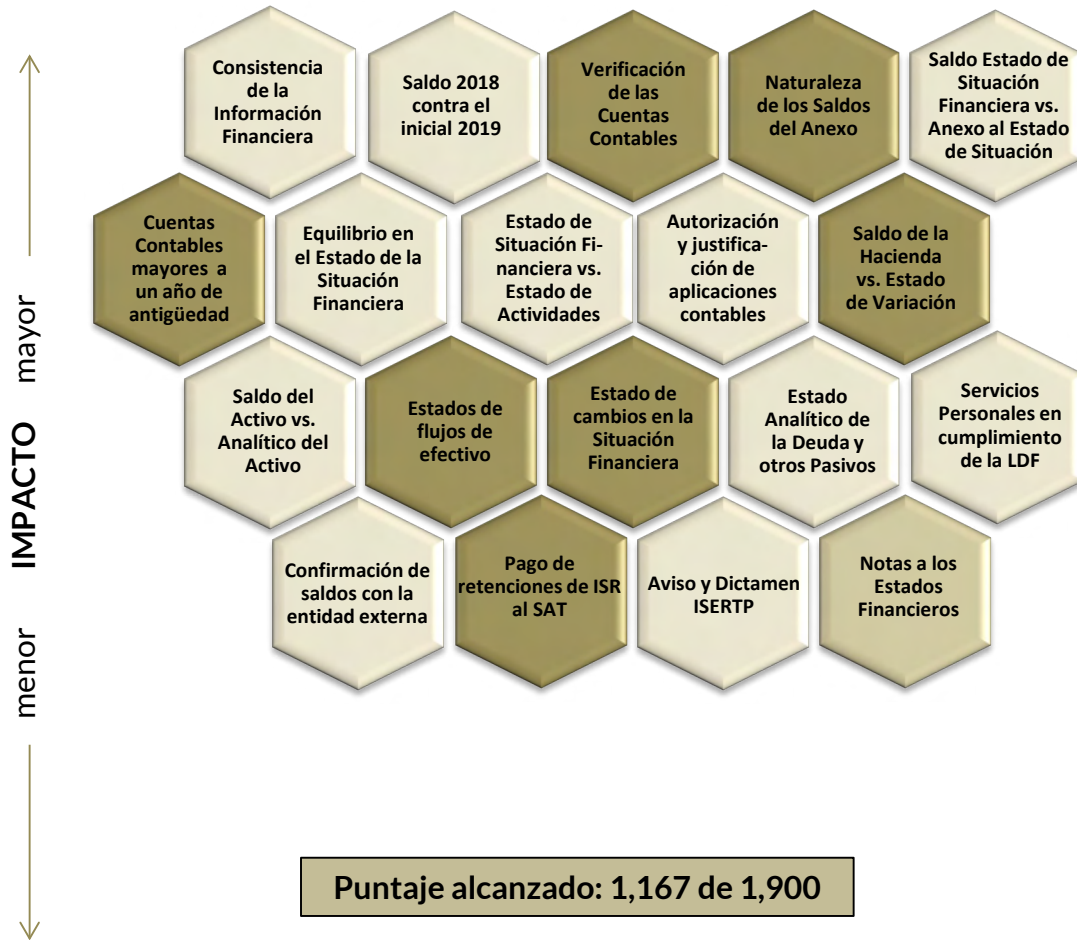 Consistencia
de la
Información
Financiera
Saldo 2018
contra el
inicial 2019
Verificación
de las
Cuentas
Contables
Naturaleza
de los Saldos
del Anexo
Saldo Estado de
Situación
Financiera vs.
Anexo al Estado
de Situación
Cuentas
Contables
mayores a
un año de
antigüedad
Equilibrio en
el Estado de la
Situación
Financiera
Estado de
Situación Fi-
nanciera vs.
Estado de
Actividades
Autorización
y justifica-
ción de
aplicaciones
contables
Saldo de la
Hacienda
vs. Estado
de Variación
Saldo del
Activo vs.
Analítico del
Activo
Estados de
flujos de
efectivo
Estado de
cambios en la
Situación
Financiera
Estado
Analítico de
la Deuda y
otros Pasivos
Servicios
Personales en
cumplimiento
de la LDF
Confirmación de
saldos con la
entidad externa
Pago de
retenciones de ISR
al SAT
Aviso y Dictamen
ISERTP
Notas a los
Estados
Financieros
menor IMPACTO mayor
Puntaje alcanzado: 1,167 de 1,900